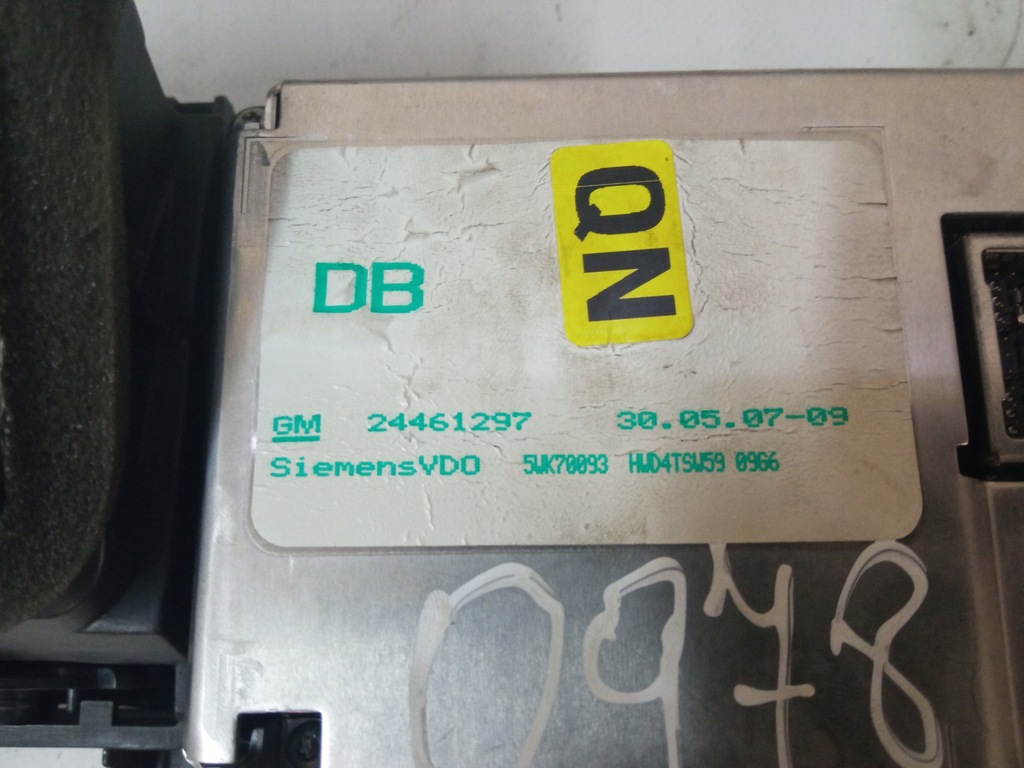 QN
DB
GM 24461297 30.05.07-09
SiemensVDO 5WK70093 HWD4TSW59 0966
0978